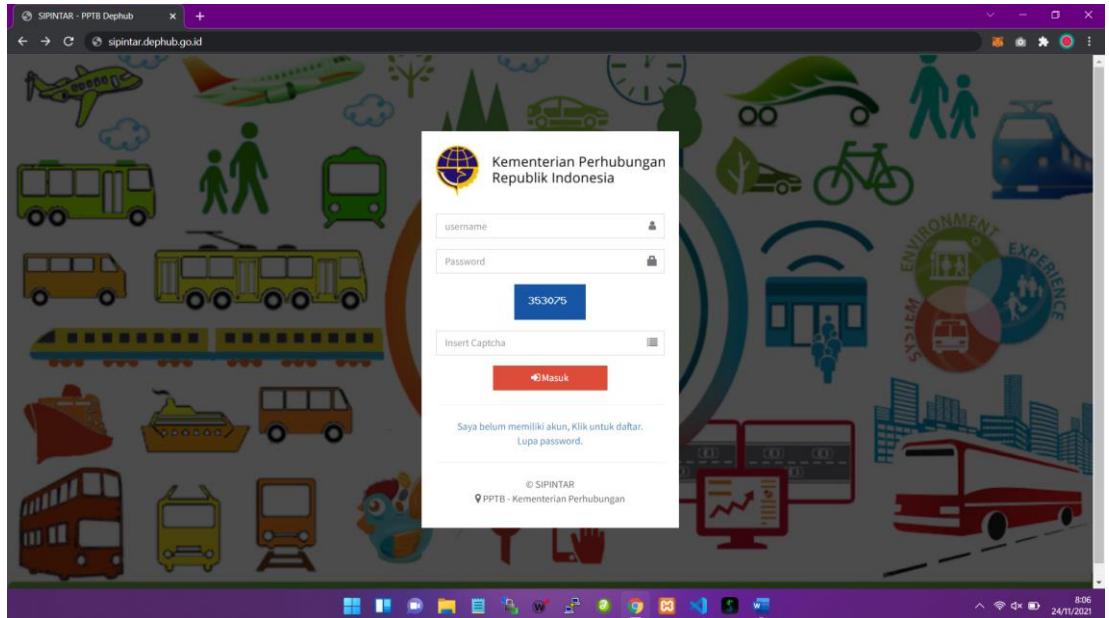 SIPINTAR - PPTB Dephub
sipintar.dephub.go.id
Kementerian Perhubungan
Republik Indonesia
username
Password
353075
Insert Captcha
Masuk
Saya belum memiliki akun, Klik untuk daftar.
Lupa password.
© SIPINTAR
PPTB - Kementerian Perhubungan
ENVIRONMENT
EXPERIENCE
SYSTEM
8:06
24/11/2021